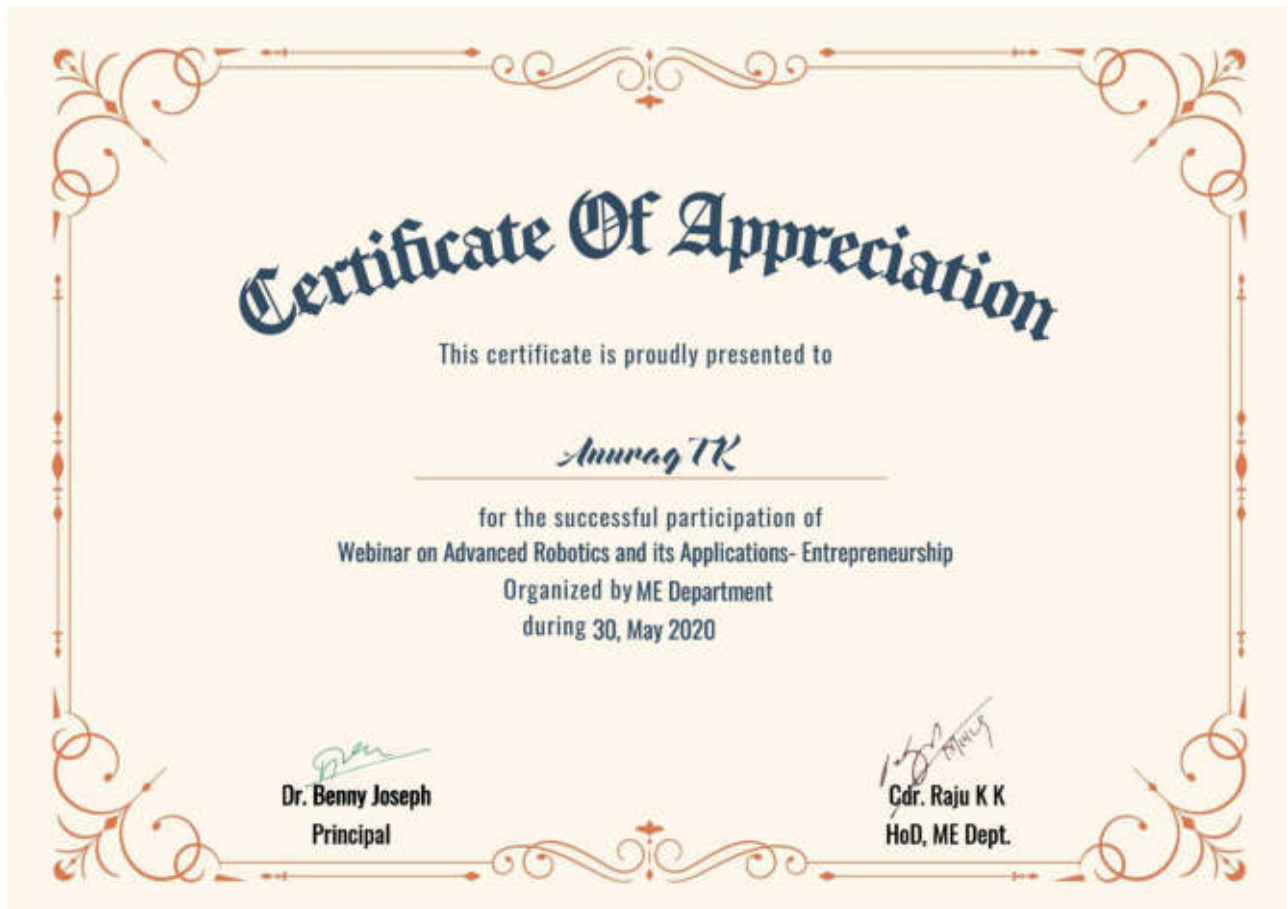 Certificate Of Appreciation
This certificate is proudly presented to
Anurag TK
for the successful participation of
Webinar on Advanced Robotics and its Applications- Entrepreneurship
Organized by ME Department
during 30, May 2020
Dr. Benny Joseph
Principal
Cdr. Raju K K
HoD, ME Dept.